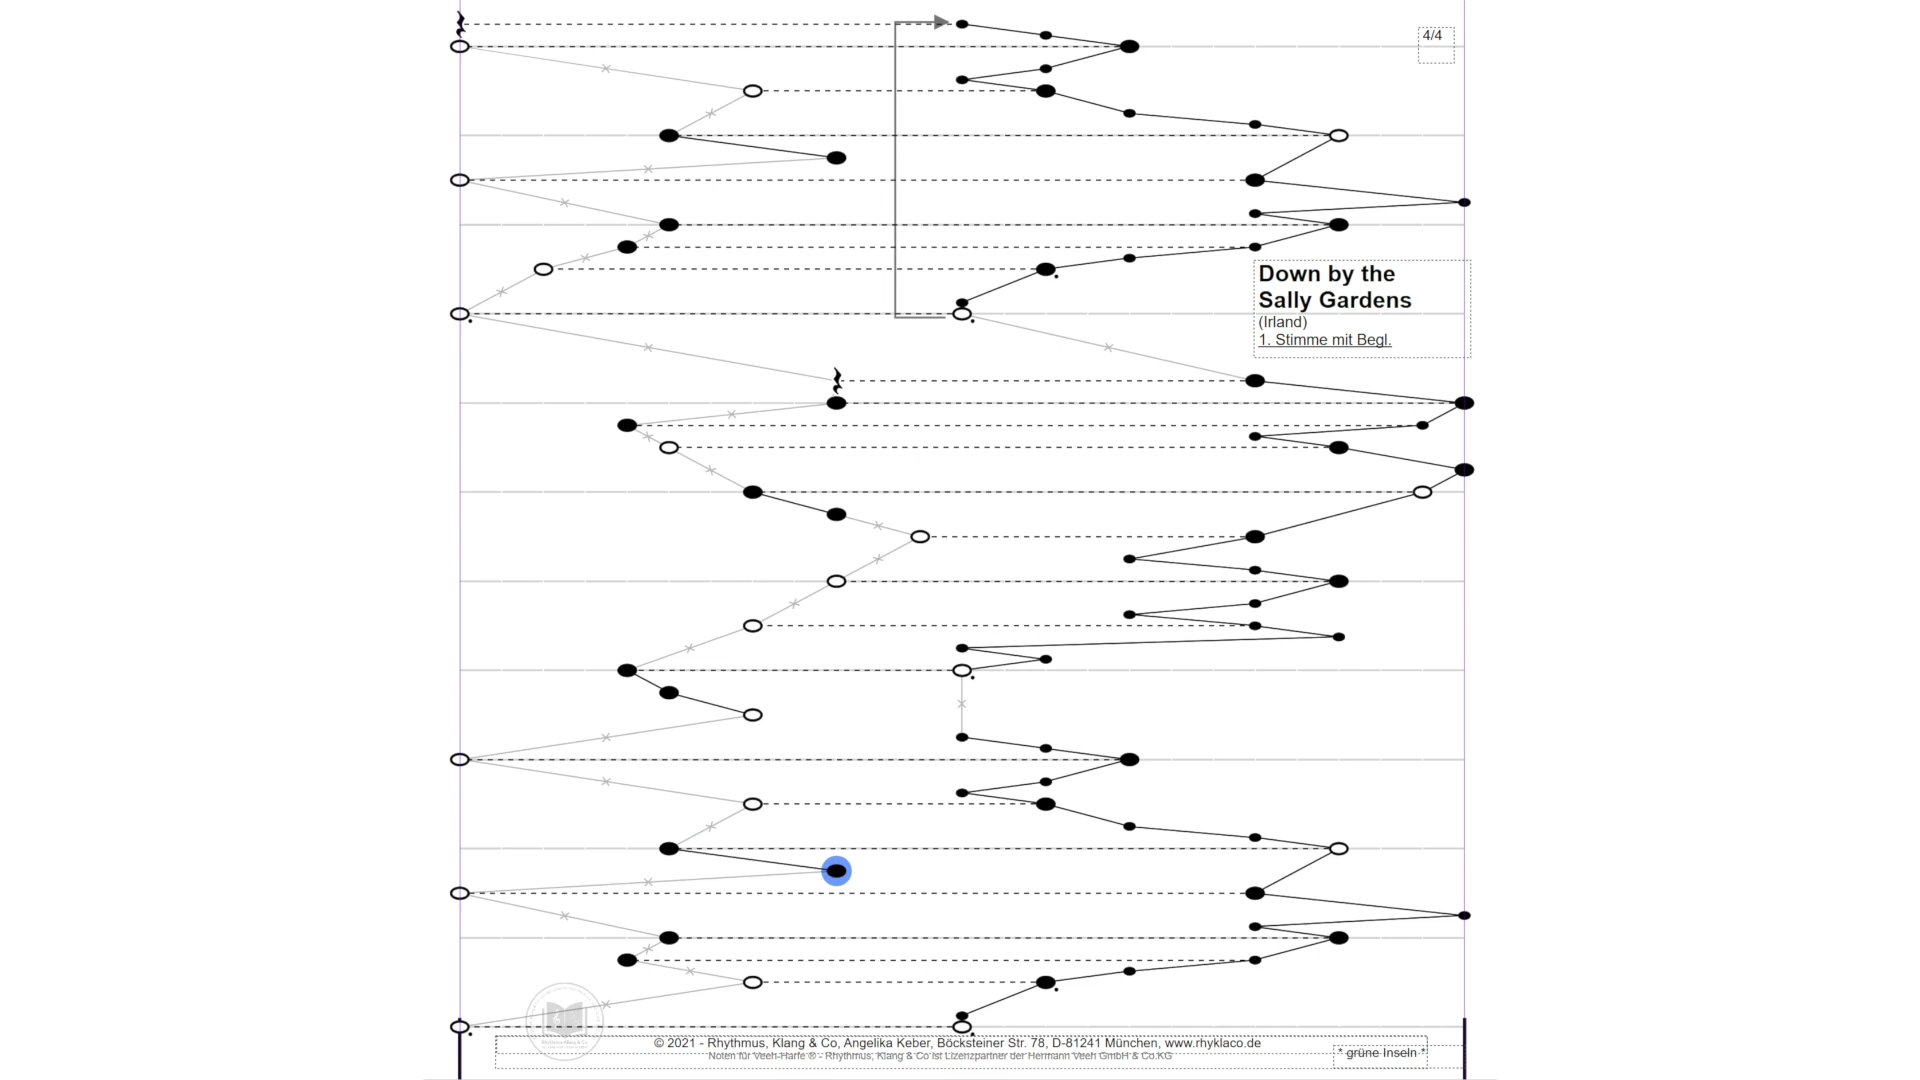 4/4
Down by the
Sally Gardens
(Irland)
1. Stimme mit Begl.
© 2021 - Rhythmus, Klang & Co, Angelika Keber, Böcksteiner Str. 78, D-81241 München, www.rhyklaco.de
Noten für Veeh-Harfe ® - Rhythmus, Klang & Co ist Lizenzpartner der Hermann Veeh GmbH & Co.KG
* grüne Inseln *